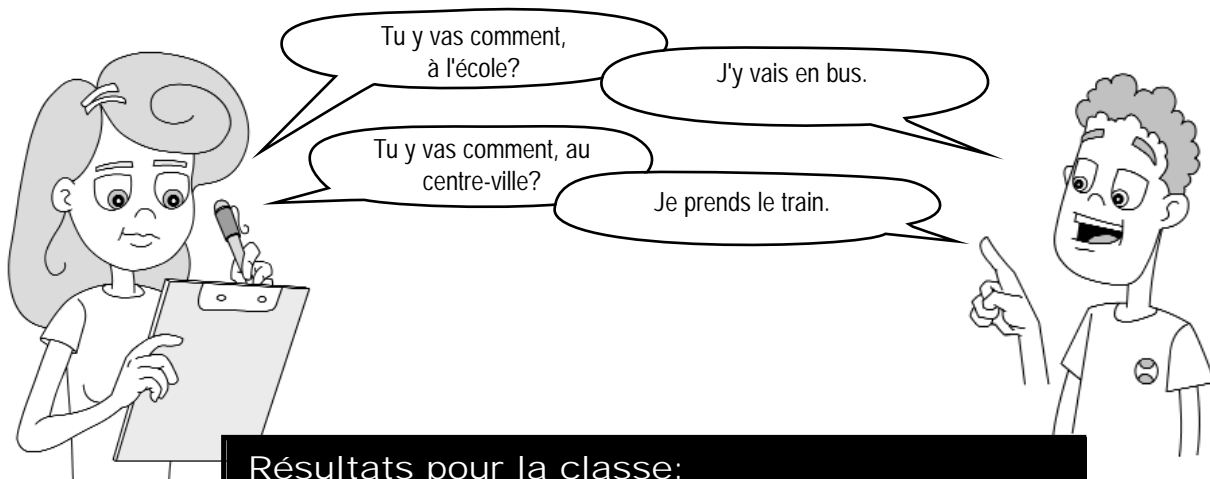 Tu y vas comment,
à l'école?
J'y vais en bus.
Tu y vas comment, au
centre-ville?
Je prends le train.
Résultats pour la classe: